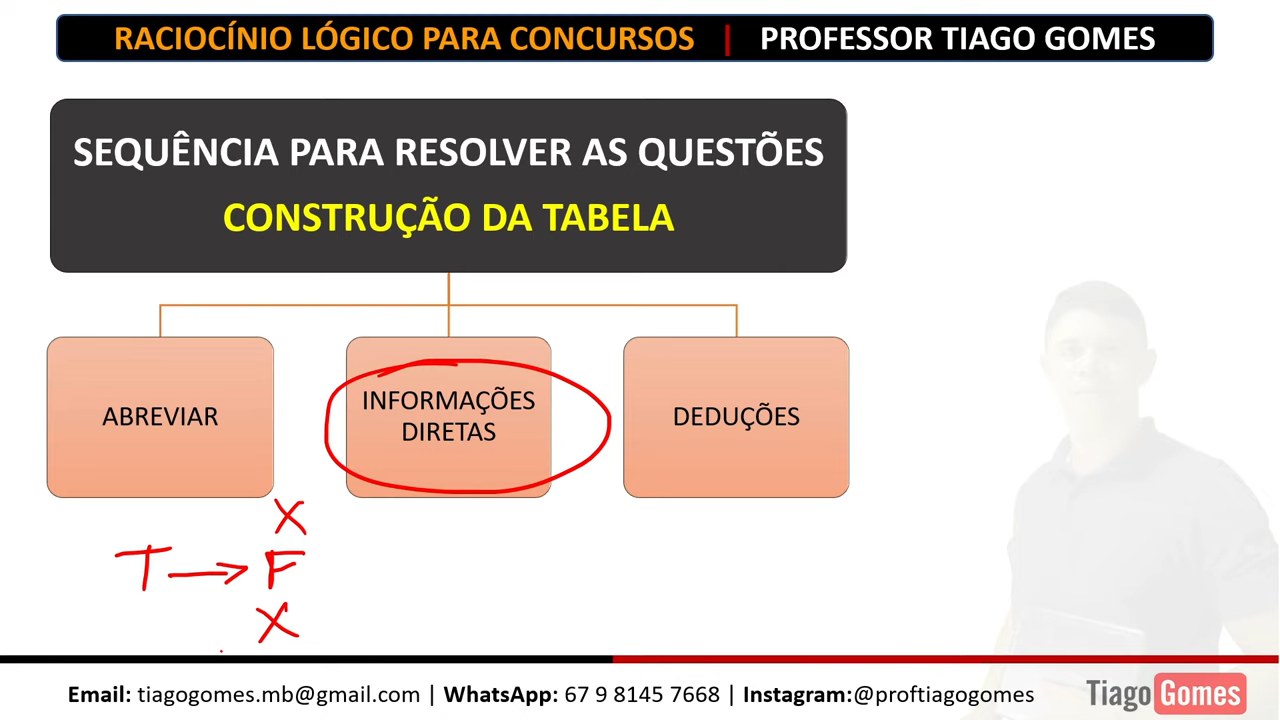 RACIOCÍNIO LÓGICO PARA CONCURSOS | PROFESSOR TIAGO GOMES
SEQUÊNCIA PARA RESOLVER AS QUESTÕES
CONSTRUÇÃO DA TABELA
ABREVIAR
INFORMAÇÕES
DIRETAS
DEDUÇÕES
X
T → F
X
Email: tiagogomes.mb@gmail.com | WhatsApp: 67 9 8145 7668 | Instagram:@proftiagogomes
Tiago Gomes